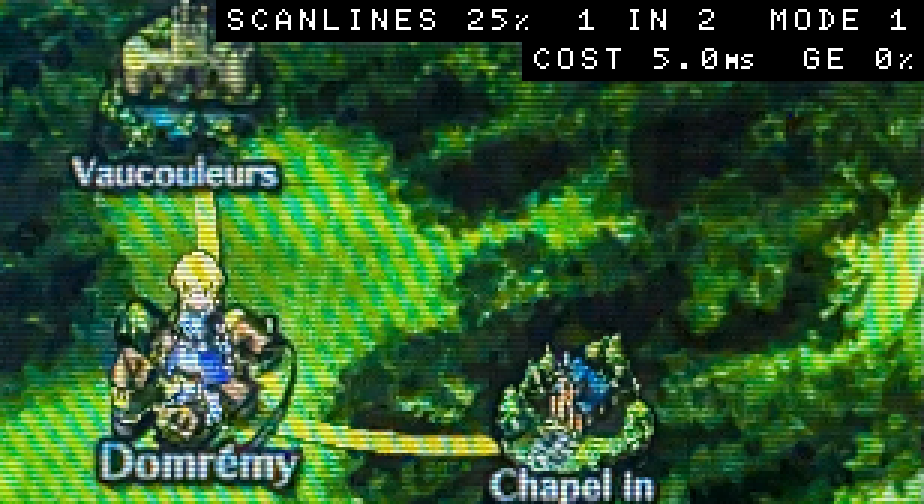 SCANLINES 25% 1 IN 2 MODE 1
COST 5.0ms GE 0%
Vaucouleurs
Domrémy
Chapel in